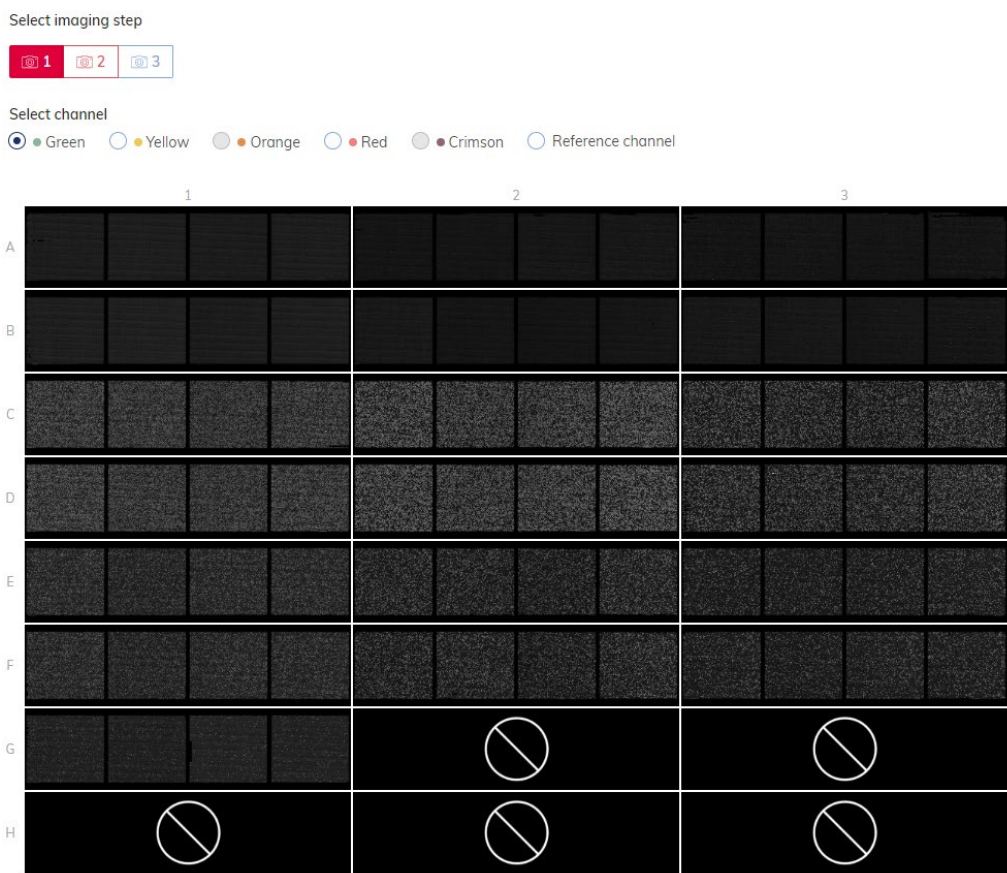 Select imaging step
1 2 3
Select channel
Green Yellow Orange Red Crimson Reference channel
1 2 3
A
B
C
D
E
F
G
H